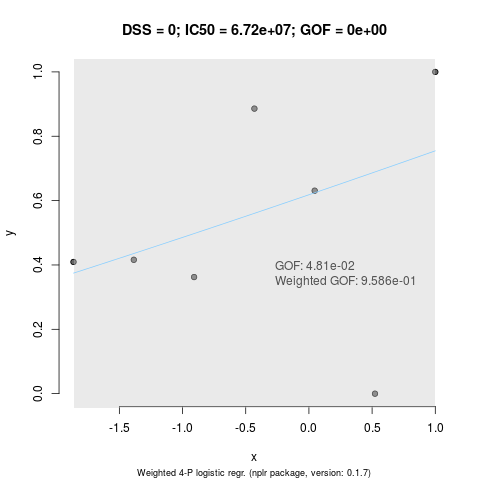 DSS = 0; IC50 = 6.72e+07; GOF = 0e+00
1.0
0.8
0.6
0.4
0.2
0.0
y
GOF: 4.81e-02
Weighted GOF: 9.586e-01
-1.5 -1.0 -0.5 0.0 0.5 1.0
x
Weighted 4-P logistic regr. (nplr package, version: 0.1.7)